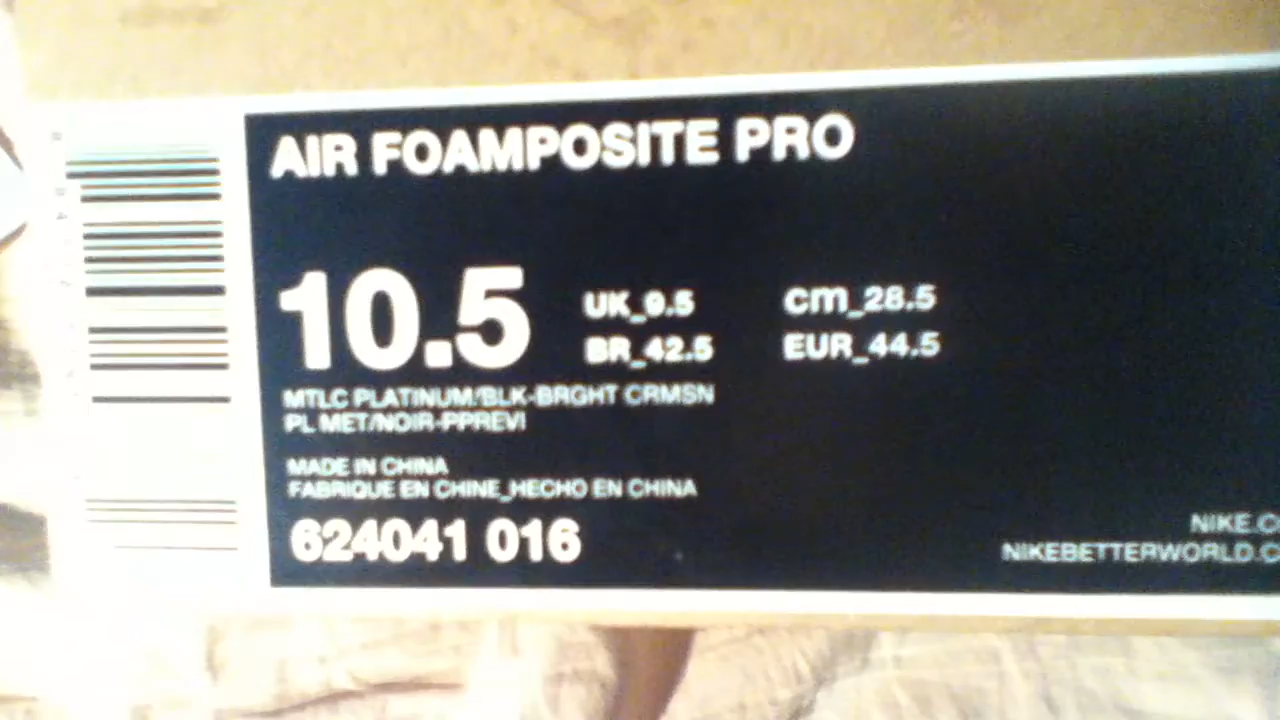 AIR FOAMPOSITE PRO
10.5
UK_9.5
cm_28.5
BR_42.5
EUR_44.5
MTLC PLATINUM/BLK-BRGHT CRMSN
PL MET/NOIR-PPREVI
MADE IN CHINA
FABRIQUE EN CHINE_HECHO EN CHINA
624041 016
NIKE.C
NIKEBETTERWORLD.C